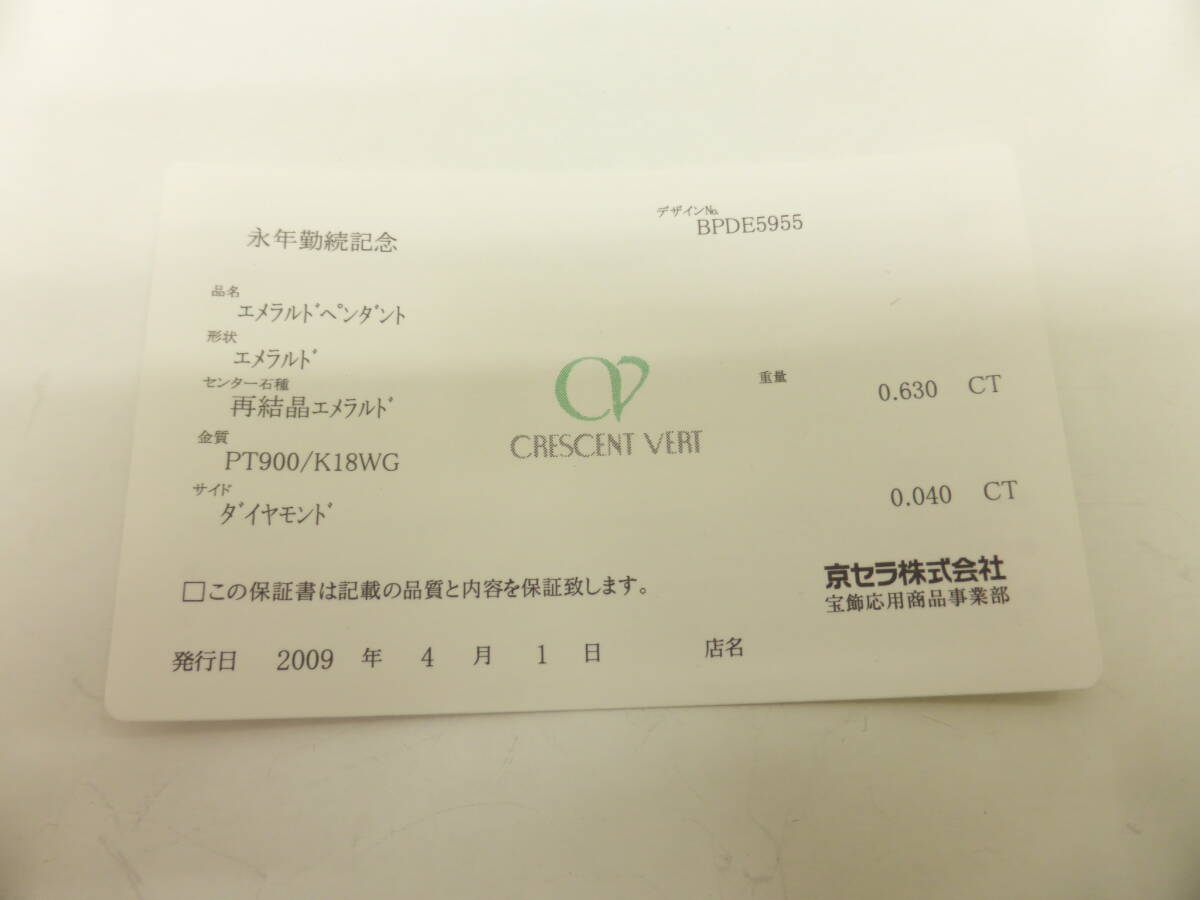 永年勤続記念
デザイン№
BPDE5955
品名
エメラルドペンダント
形状
エメラルド
センター石種
再結晶エメラルド
重量
0.630 CT
金質
PT900/K18WG
CRESCENT VERT
サイド
ダイヤモンド
0.040 CT
□この保証書は記載の品質と内容を保証致します。
京セラ株式会社
宝飾応用商品事業部
発行日 2009 年 4 月 1 日 店名